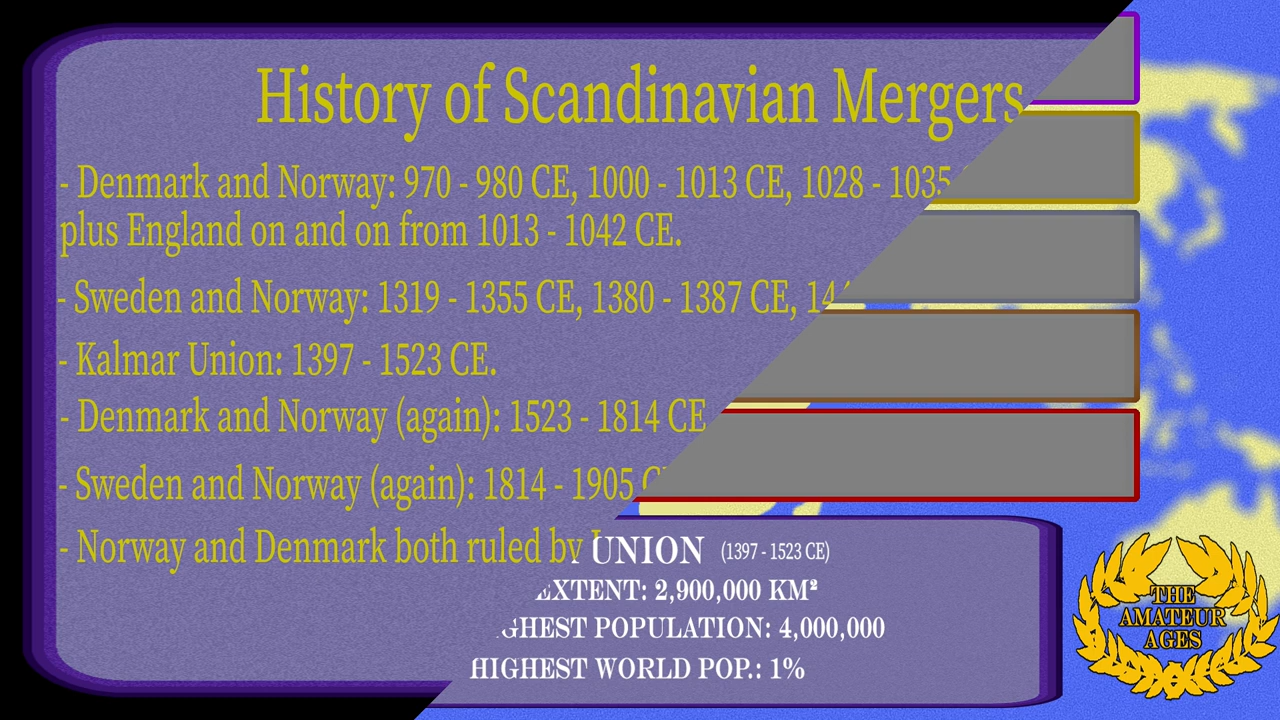 History of Scandinavian Mergers
- Denmark and Norway: 970 - 980 CE, 1000 - 1013 CE, 1028 - 1035
plus England on and on from 1013 - 1042 CE.
- Sweden and Norway: 1319 - 1355 CE, 1380 - 1387 CE,
- Kalmar Union: 1397 - 1523 CE.
- Denmark and Norway (again): 1523 - 1814 CE
- Sweden and Norway (again): 1814 - 1905
- Norway and Denmark both ruled by
UNION (1397 - 1523 CE)
EXTENT: 2,900,000 KM²
HIGHEST POPULATION: 4,000,000
HIGHEST WORLD POP.: 1%
THE
AMATEUR
AGES